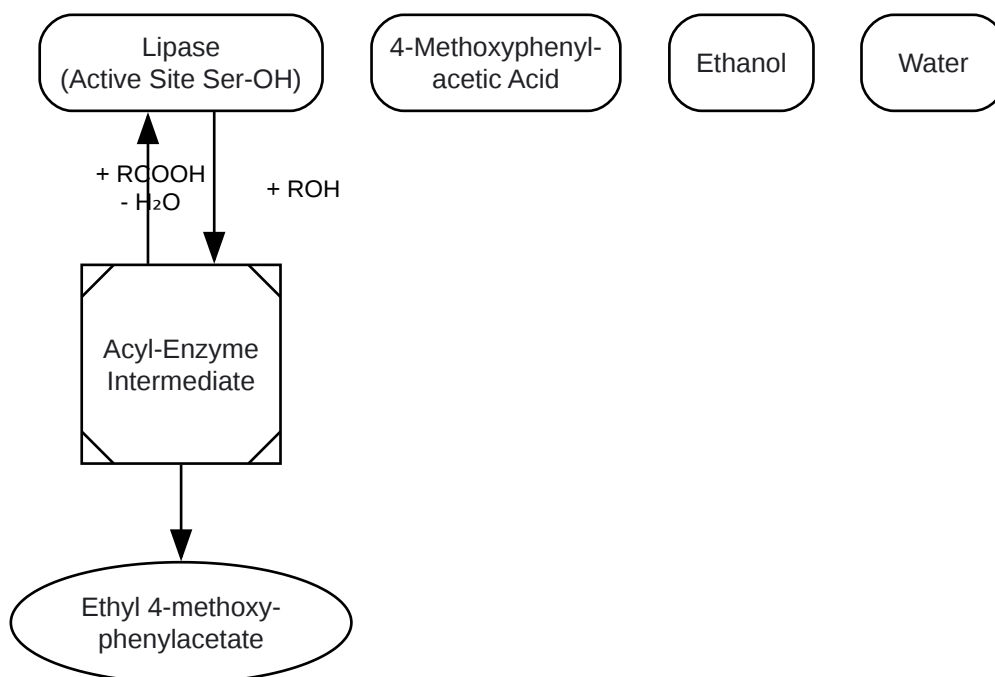 Lipase
(Active Site Ser-OH)
4-Methoxyphenyl-
acetic Acid
Ethanol
Water
+ RCOOH
- H₂O
+ ROH
Acyl-Enzyme
Intermediate
Ethyl 4-methoxy-
phenylacetate